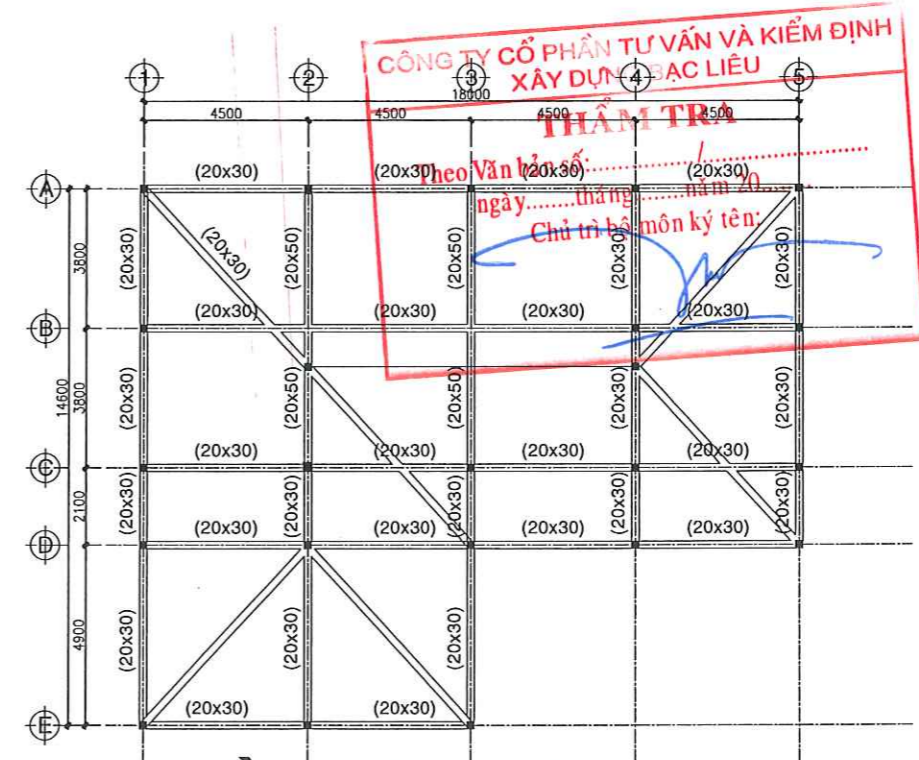 CÔNG TY CỔ PHẦN TƯ VẤN VÀ KIỂM ĐỊNH
XÂY DỰNG BẠC LIÊU
THẨM TRA
Theo Văn bản số:............/............
ngày........tháng........năm 20........
Chủ trì bộ môn ký tên:
1 2 3 4 5
18000
4500 4500 4500 4500
A (20x30) (20x30) (20x30) (20x30)
3800 (20x30) (20x30) (20x50) (20x50) (20x30) (20x30)
B (20x30) (20x30) (20x30) (20x30)
14600
3800 (20x30) (20x50) (20x50) (20x30) (20x30)
C (20x30) (20x30) (20x30) (20x30)
2100 (20x30) (20x30) (20x30) (20x30) (20x30)
D (20x30) (20x30) (20x30) (20x30)
4900 (20x30) (20x30) (20x30)
E (20x30) (20x30)